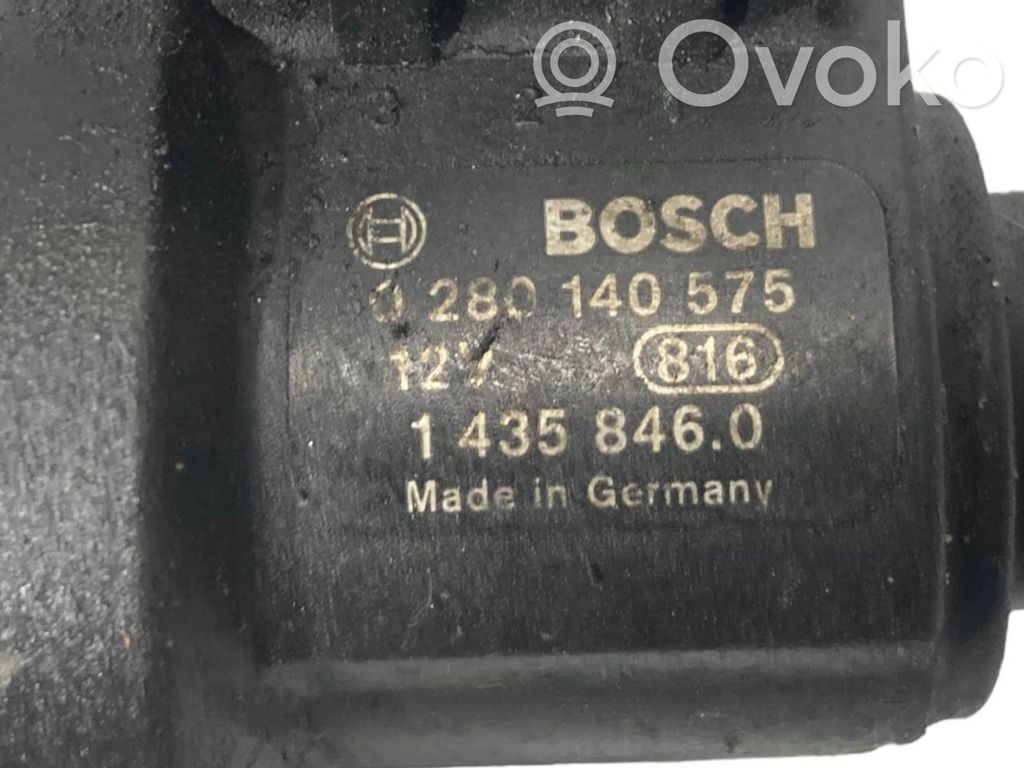 Ovoko
BOSCH
0 280 140 575
12V 816
1 435 846.0
Made in Germany